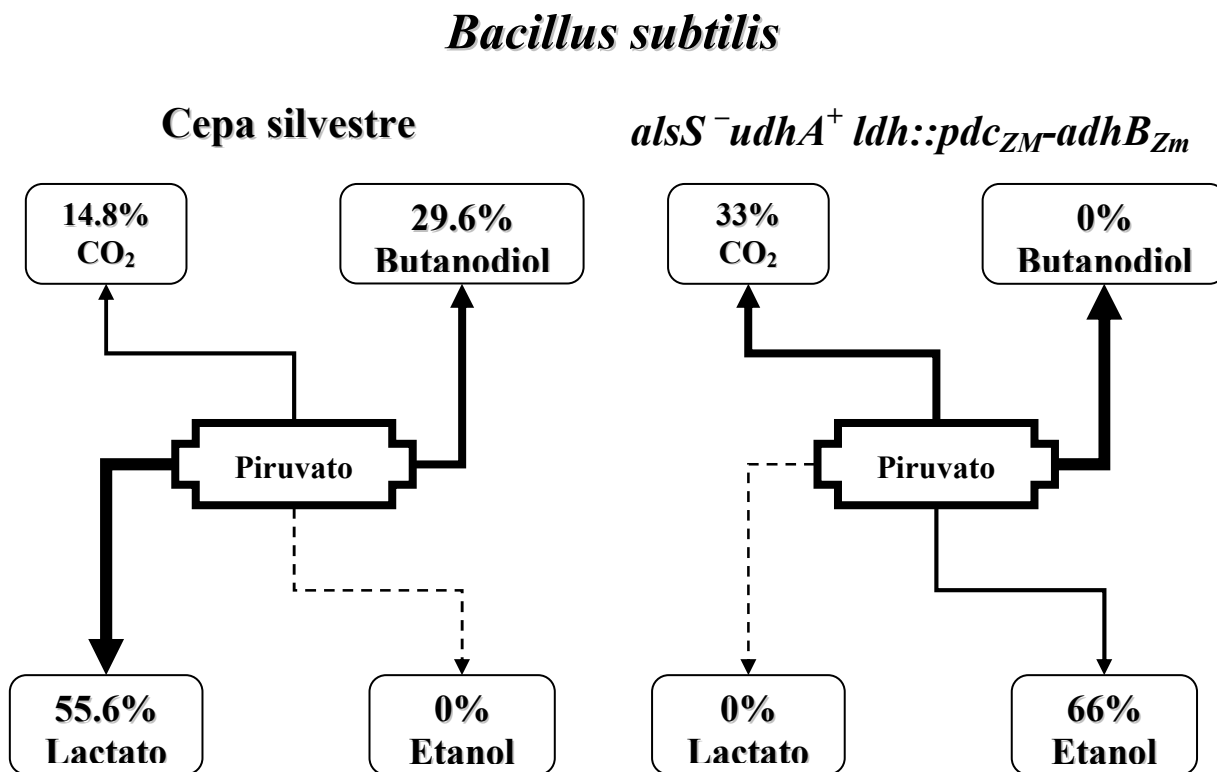 Bacillus subtilis
Cepa silvestre
alsS⁻udhA⁺ ldh::pdcZM-adhBZm
14.8%
CO₂
29.6%
Butanodiol
33%
CO₂
0%
Butanodiol
Piruvato
Piruvato
55.6%
Lactato
0%
Etanol
0%
Lactato
66%
Etanol